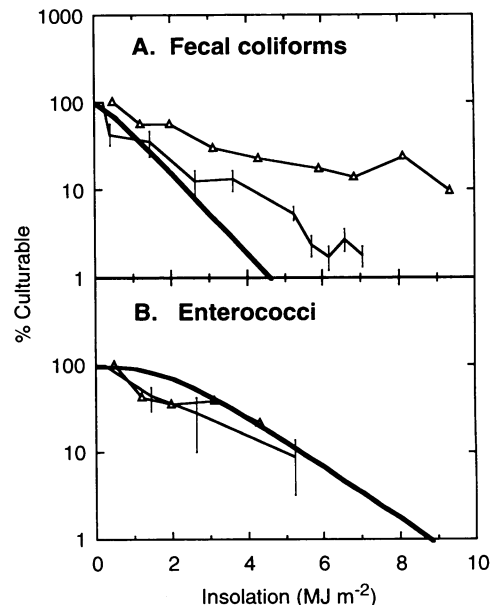 1000
A. Fecal coliforms
100
10
1
% Culturable
B. Enterococci
100
10
1
0 2 4 6 8 10
Insolation (MJ m-2)